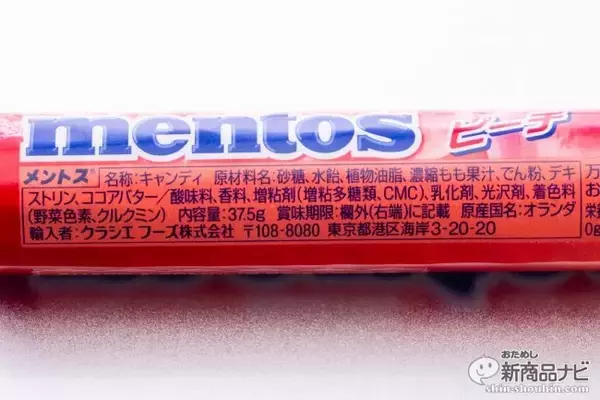 mentos ピーチ
メントス 名称:キャンディ 原材料名:砂糖、水飴、植物油脂、濃縮もも果汁、でん粉、デキ
ストリン、ココアバター/酸味料、香料、増粘剤(増粘多糖類、CMC)、乳化剤、光沢剤、着色料
(野菜色素、クルクミン) 内容量:37.5g 賞味期限:欄外(右端)に記載 原産国名:オランダ
輸入者:クラシエフーズ株式会社 〒108-8080 東京都港区海岸3-20-20
万
お
栄
0g
おためし
新商品ナビ
shin-shouhin.com